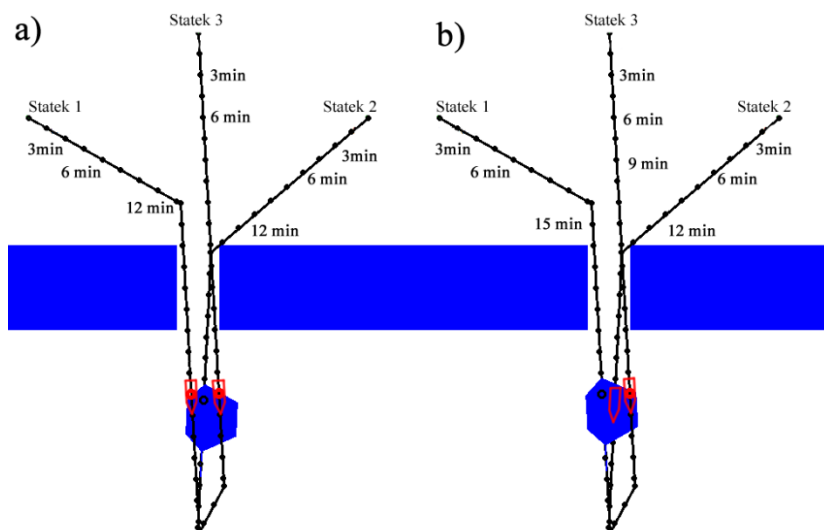 a)
Statek 3
3min
6 min
Statek 1
3min
6 min
12 min
Statek 2
3min
6 min
12 min
b)
Statek 3
3min
6 min
9 min
Statek 1
3min
6 min
15 min
Statek 2
3min
6 min
12 min